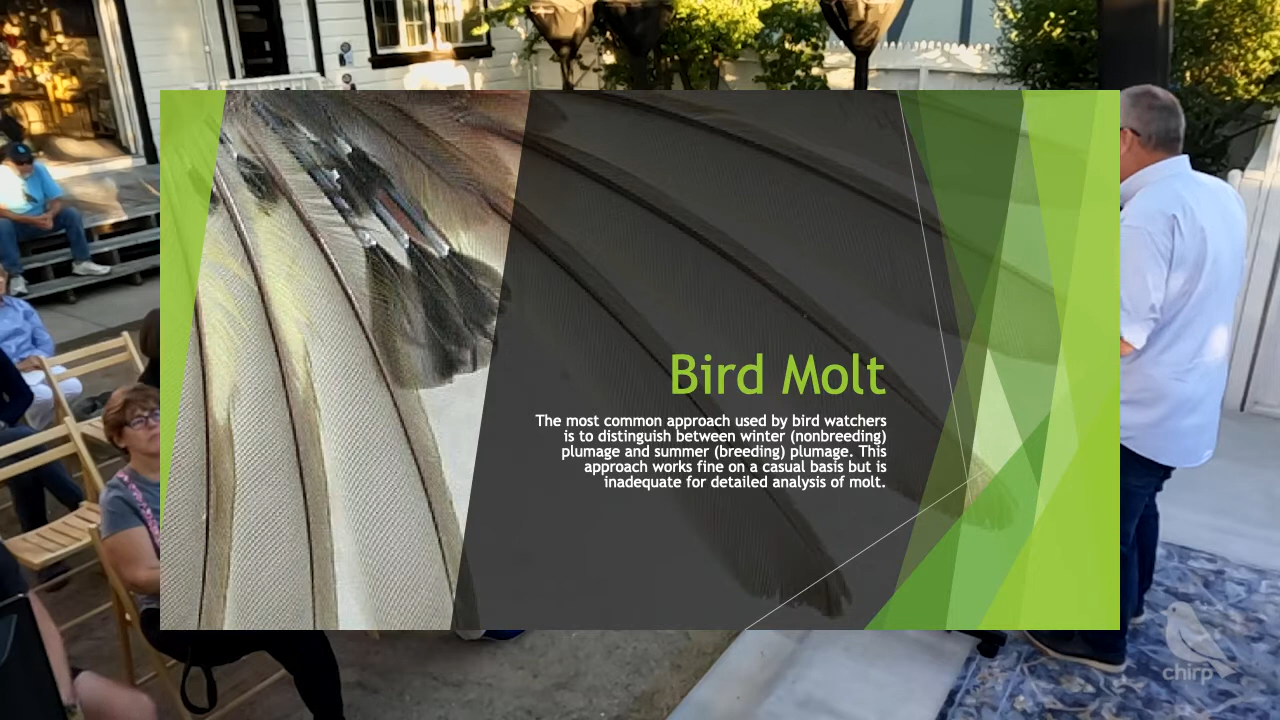 Bird Molt
The most common approach used by bird watchers
is to distinguish between winter (nonbreeding)
plumage and summer (breeding) plumage. This
approach works fine on a casual basis but is
inadequate for detailed analysis of molt.
chirp